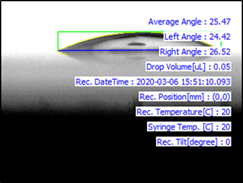 Average Angle : 25.47
Left Angle : 24.42
Right Angle : 26.52
Drop Volume[uL] : 0.05
Rec. DateTime : 2020-03-06 15:51:10.093
Rec. Position[mm] : (0,0)
Rec. Temperature[C] : 20
Syringe Temp. [C] : 20
Rec. Tilt[degree] : 0